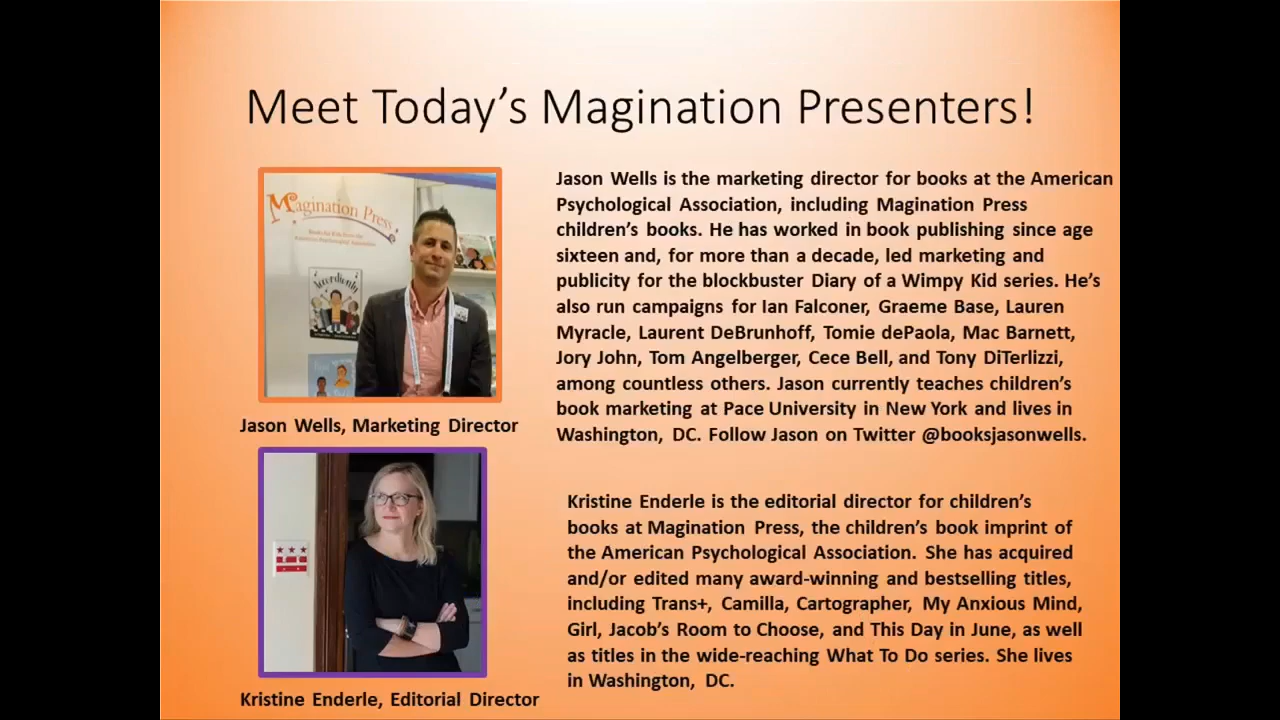 Meet Today's Magination Presenters!
Magination Press
Accordionly
Jason Wells, Marketing Director
Jason Wells is the marketing director for books at the American
Psychological Association, including Magination Press
children's books. He has worked in book publishing since age
sixteen and, for more than a decade, led marketing and
publicity for the blockbuster Diary of a Wimpy Kid series. He's
also run campaigns for Ian Falconer, Graeme Base, Lauren
Myracle, Laurent DeBrunhoff, Tomie dePaola, Mac Barnett,
Jory John, Tom Angelberger, Cece Bell, and Tony DiTerlizzi,
among countless others. Jason currently teaches children's
book marketing at Pace University in New York and lives in
Washington, DC. Follow Jason on Twitter @booksjasonwells.
Kristine Enderle, Editorial Director
Kristine Enderle is the editorial director for children's
books at Magination Press, the children's book imprint of
the American Psychological Association. She has acquired
and/or edited many award-winning and bestselling titles,
including Trans+, Camilla, Cartographer, My Anxious Mind,
Girl, Jacob's Room to Choose, and This Day in June, as well
as titles in the wide-reaching What To Do series. She lives
in Washington, DC.